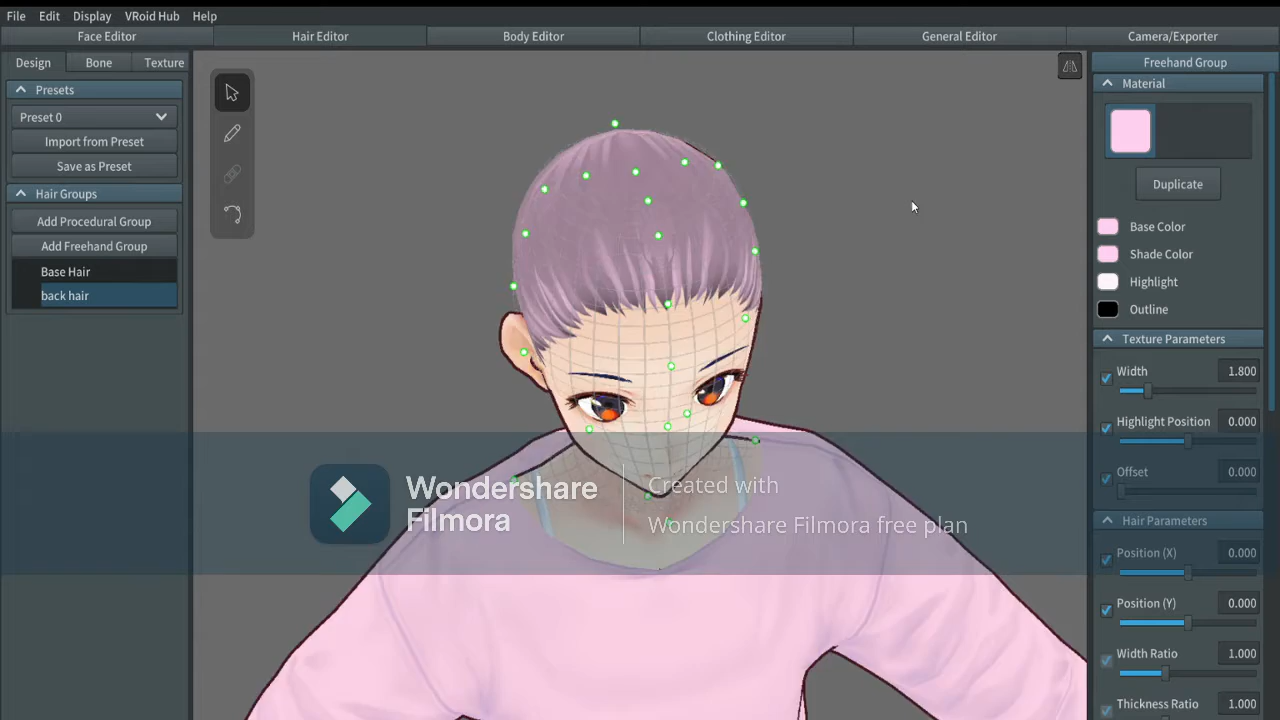 File Edit Display VRoid Hub Help
Face Editor Hair Editor Body Editor Clothing Editor General Editor Camera/Exporter
Design Bone Texture
Presets
Preset 0
Import from Preset
Save as Preset
Hair Groups
Add Procedural Group
Add Freehand Group
Base Hair
back hair
Wondershare
Filmora
Created with
Wondershare Filmora free plan
Freehand Group
Material
Duplicate
Base Color
Shade Color
Highlight
Outline
Texture Parameters
Width 1.800
Highlight Position 0.000
Offset 0.000
Hair Parameters
Position (X) 0.000
Position (Y) 0.000
Width Ratio 1.000
Thickness Ratio 1.000